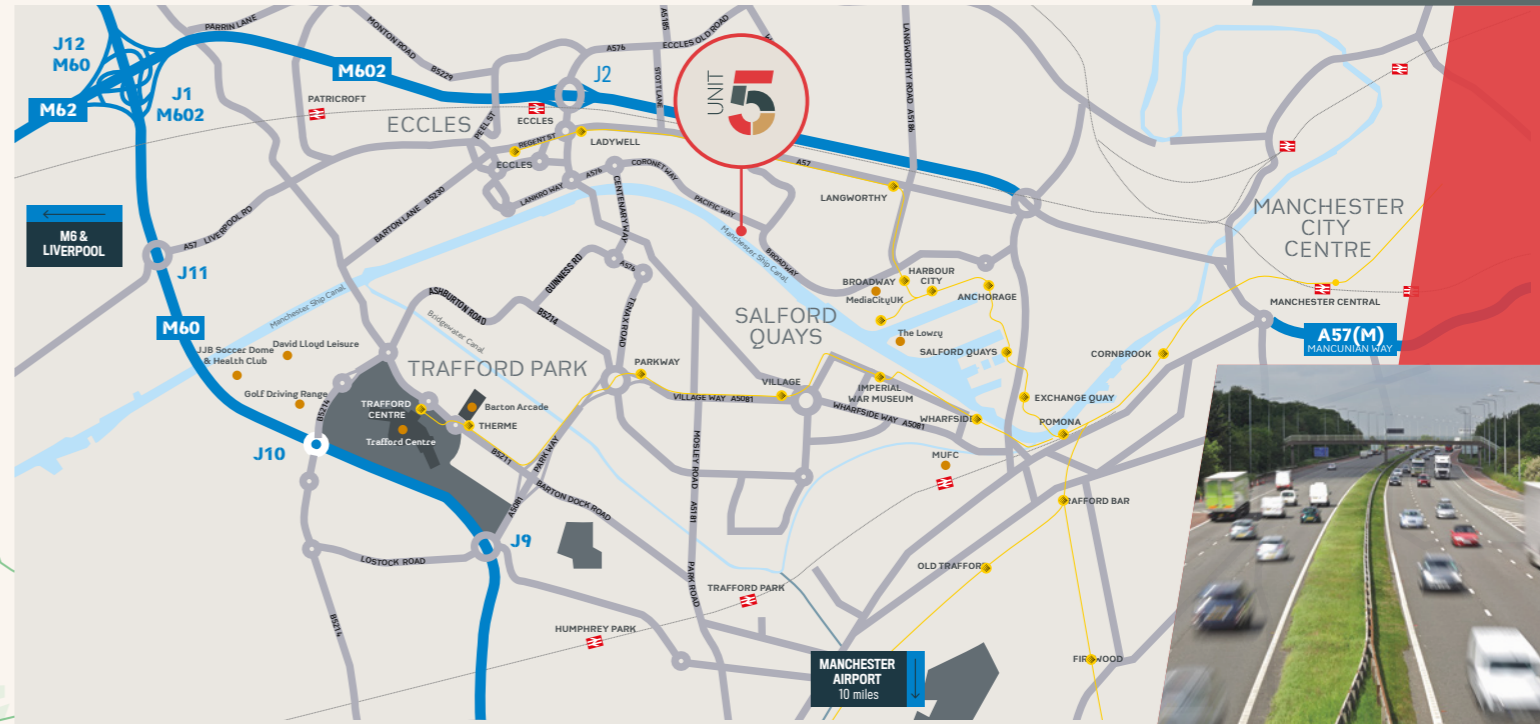 PARRIN LANE
MONTON ROAD
B5229
A5185
A576
ECCLES OLD ROAD
STOTT LANE
LANGWORTHY ROAD A5186
J12
M60
M62
J1
M602
M602
J2
UNIT
5
PATRICROFT
ECCLES
ECCLES
PEEL ST
REGENT ST
ECCLES
LADYWELL
A57
LANGWORTHY
A576
LANKRO WAY
CORONET WAY
PACIFIC WAY
CENTENARY WAY
A576
BARTON LANE B5230
A57 LIVERPOOL RD
M6 &
LIVERPOOL
J11
M60
Manchester Ship Canal
Manchester Ship Canal
BROADWAY
MANCHESTER
CITY
CENTRE
MANCHESTER CENTRAL
A57(M)
MANCUNIAN WAY
GUINNESS RD
ASHBURTON ROAD
B5214
Bridgewater Canal
TENAX ROAD
BROADWAY
MediaCityUK
HARBOUR
CITY
ANCHORAGE
SALFORD
QUAYS
The Lowry
SALFORD QUAYS
CORNBROOK
JJB Soccer Dome
& Health Club
David Lloyd Leisure
Golf Driving Range
TRAFFORD PARK
TRAFFORD
CENTRE
Trafford Centre
Barton Arcade
THERME
B5214
PARKWAY
VILLAGE WAY A5081
VILLAGE
IMPERIAL
WAR MUSEUM
WHARFSIDE WAY A5081
WHARFSIDE
EXCHANGE QUAY
POMONA
MUFC
J10
B5211
PARK WAY
A5081
BARTON DOCK ROAD
MOSLEY ROAD A5181
PARK ROAD
J9
LOSTOCK ROAD
B5214
TRAFFORD PARK
HUMPHREY PARK
RAFFORD BAR
OLD TRAFFOR
FIRWOOD
MANCHESTER
AIRPORT
10 miles